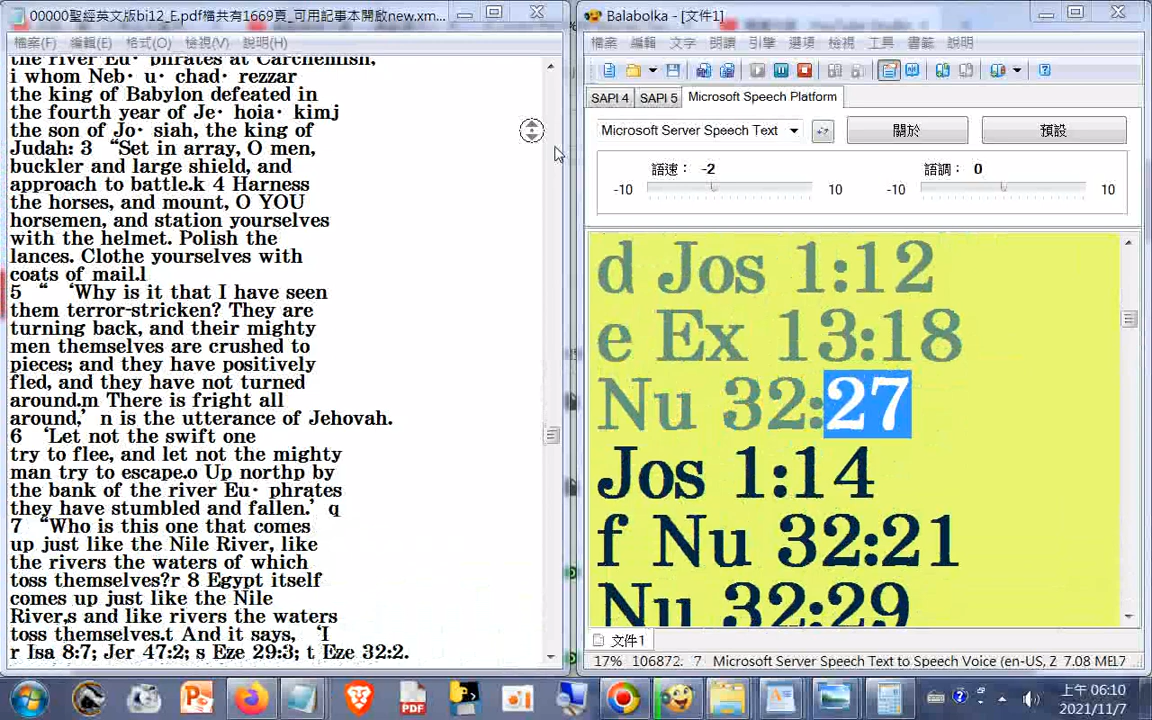 00000聖經英文版bi12_E.pdf檔共有1669頁_可用記事本開啟new.xm...
檔案(F) 編輯(E) 格式(O) 檢視(V) 說明(H)
the river Eu· phrates at Carchemish,
i whom Neb· u· chad· rezzar
the king of Babylon defeated in
the fourth year of Je· hoia· kimj
the son of Jo· siah, the king of
Judah: 3 “Set in array, O men,
buckler and large shield, and
approach to battle.k 4 Harness
the horses, and mount, O YOU
horsemen, and station yourselves
with the helmet. Polish the
lances. Clothe yourselves with
coats of mail.l
5 “ ‘Why is it that I have seen
them terror-stricken? They are
turning back, and their mighty
men themselves are crushed to
pieces; and they have positively
fled, and they have not turned
around.m There is fright all
around,’ n is the utterance of Jehovah.
6 ‘Let not the swift one
try to flee, and let not the mighty
man try to escape.o Up northp by
the bank of the river Eu· phrates
they have stumbled and fallen.’ q
7 “Who is this one that comes
up just like the Nile River, like
the rivers the waters of which
toss themselves?r 8 Egypt itself
comes up just like the Nile
River,s and like rivers the waters
toss themselves.t And it says, ‘I
r Isa 8:7; Jer 47:2; s Eze 29:3; t Eze 32:2.
Balabolka - [文件1]
檔案 編輯 文字 朗讀 引擎 選項 檢視 工具 書籤 說明
SAPI 4 SAPI 5 Microsoft Speech Platform
Microsoft Server Speech Text 關於 預設
語速: -2 語調: 0
-10 10 -10 10
d Jos 1:12
e Ex 13:18
Nu 32:27
Jos 1:14
f Nu 32:21
Nu 32:29
文件1
17% 106872: 7 Microsoft Server Speech Text to Speech Voice (en-US, Z 7.08 ME
PDF
上午 06:10
2021/11/7